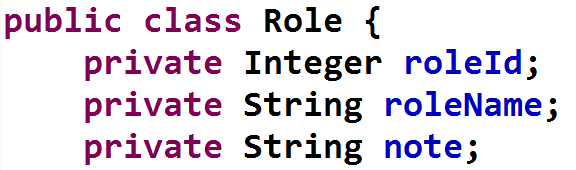 public class Role {
    private Integer roleId;
    private String roleName;
    private String note;